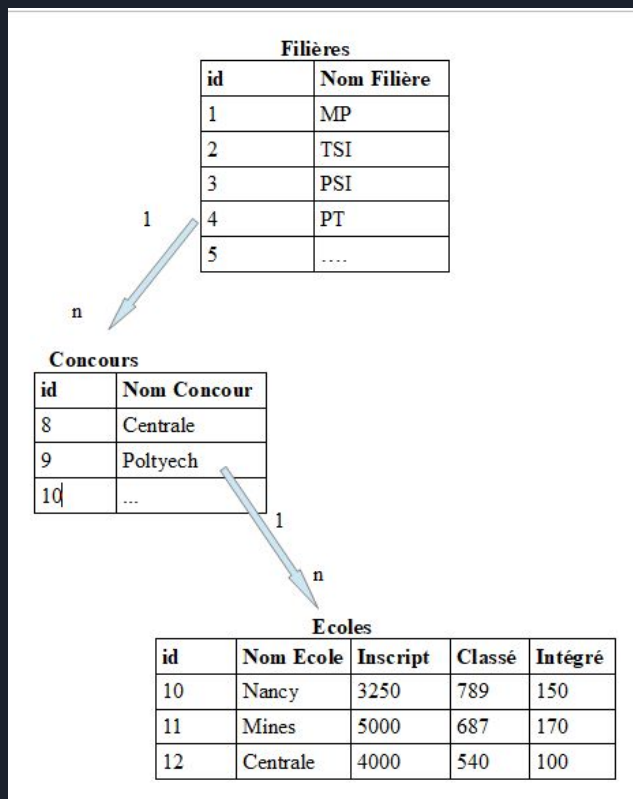 Filières
id Nom Filière
1 MP
2 TSI
3 PSI
4 PT
5 ....
1
n
Concours
id Nom Concour
8 Centrale
9 Poltyech
10 ...
1
n
Ecoles
id Nom Ecole Inscript Classé Intégré
10 Nancy 3250 789 150
11 Mines 5000 687 170
12 Centrale 4000 540 100